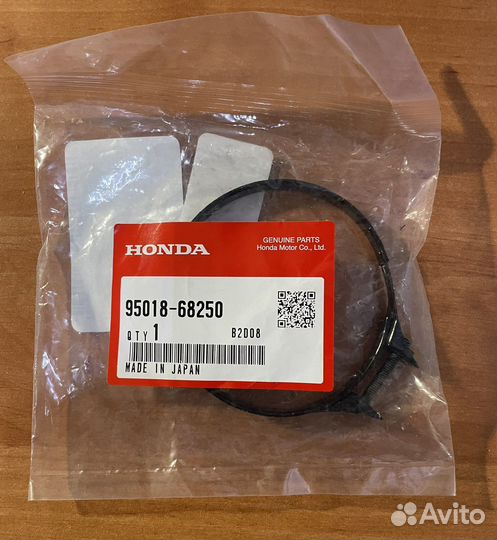 HONDA
GENUINE PARTS
Honda Motor Co., Ltd.
95018-68250
QTY 1 B2D08
MADE IN JAPAN
Avito